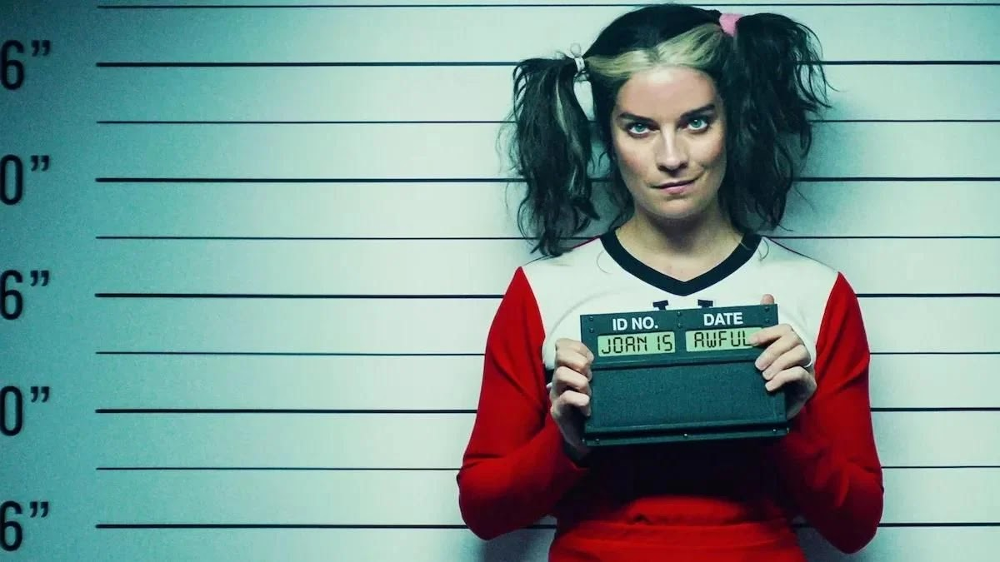 6”
0”
6”
0”
6”
ID NO. DATE
JOAN IS AWFUL